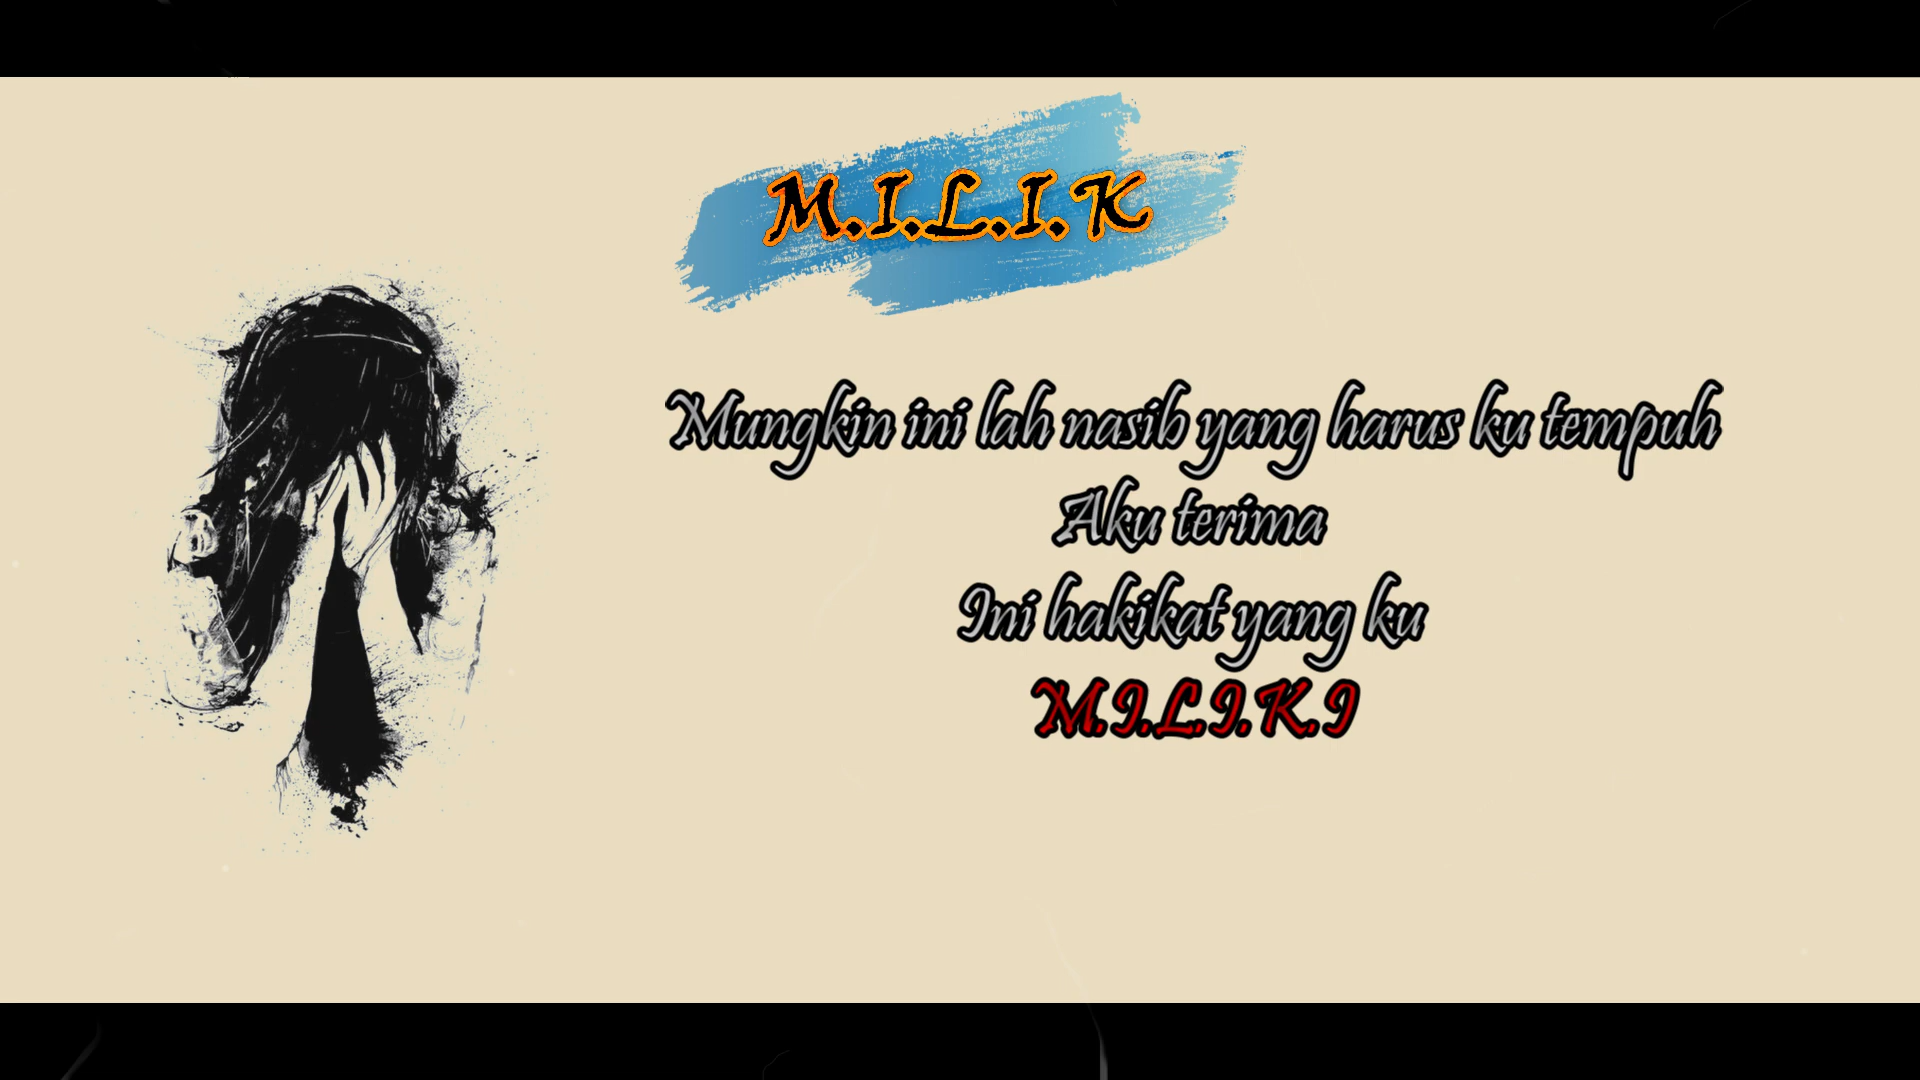 M.I.L.I.K
Mungkin ini lah nasib yang harus ku tempuh
Aku terima
Ini hakikat yang ku
M.I.L.I.K.I